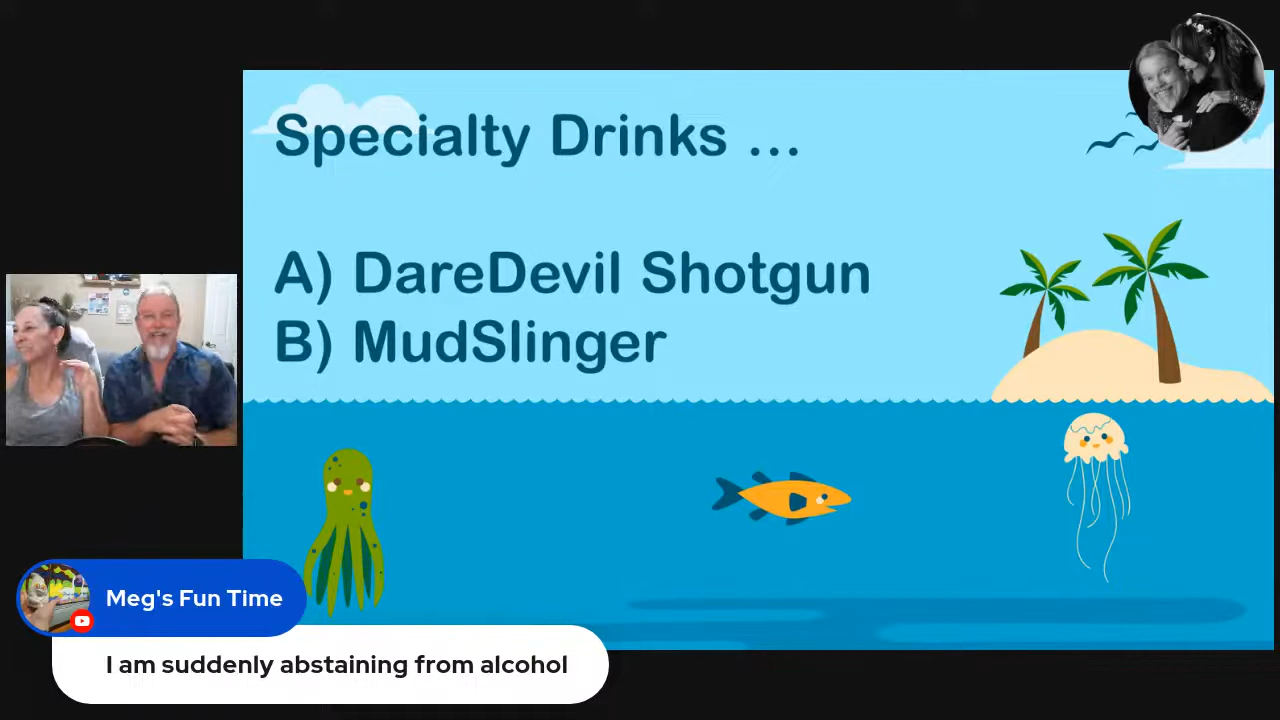 Specialty Drinks ...
A) DareDevil Shotgun
B) MudSlinger
Meg's Fun Time
I am suddenly abstaining from alcohol